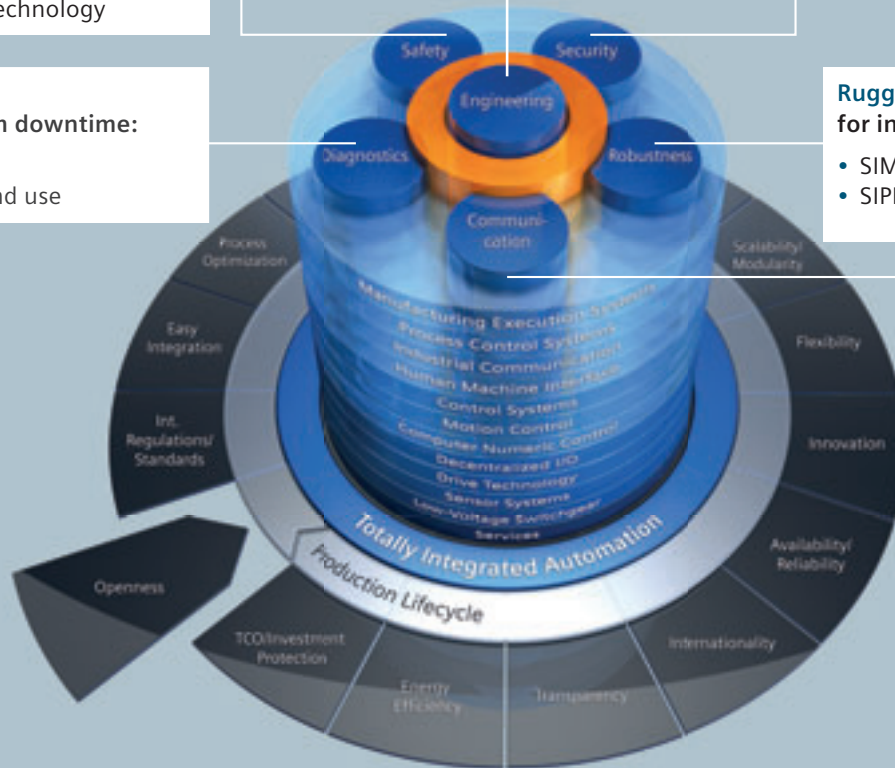 echnology
Safety
Security
Engineering
n downtime:
nd use
Diagnostics
Robustness
Rugg
for in
• SIM
• SIP
Communi-
cation
Process
Optimization
Scalability/
Modularity
Easy
Integration
Flexibility
Int.
Regulations/
Standards
Innovation
Manufacturing Execution Systems
Process Control Systems
Industrial Communication
Human Machine Interface
Control Systems
Motion Control
Computer Numeric Control
Decentralized I/O
Drive Technology
Sensor Systems
Low-Voltage Switchgear
Services
Totally Integrated Automation
Production Lifecycle
Openness
Availability/
Reliability
TCO/Investment
Protection
Internationality
Energy
Efficiency
Transparency